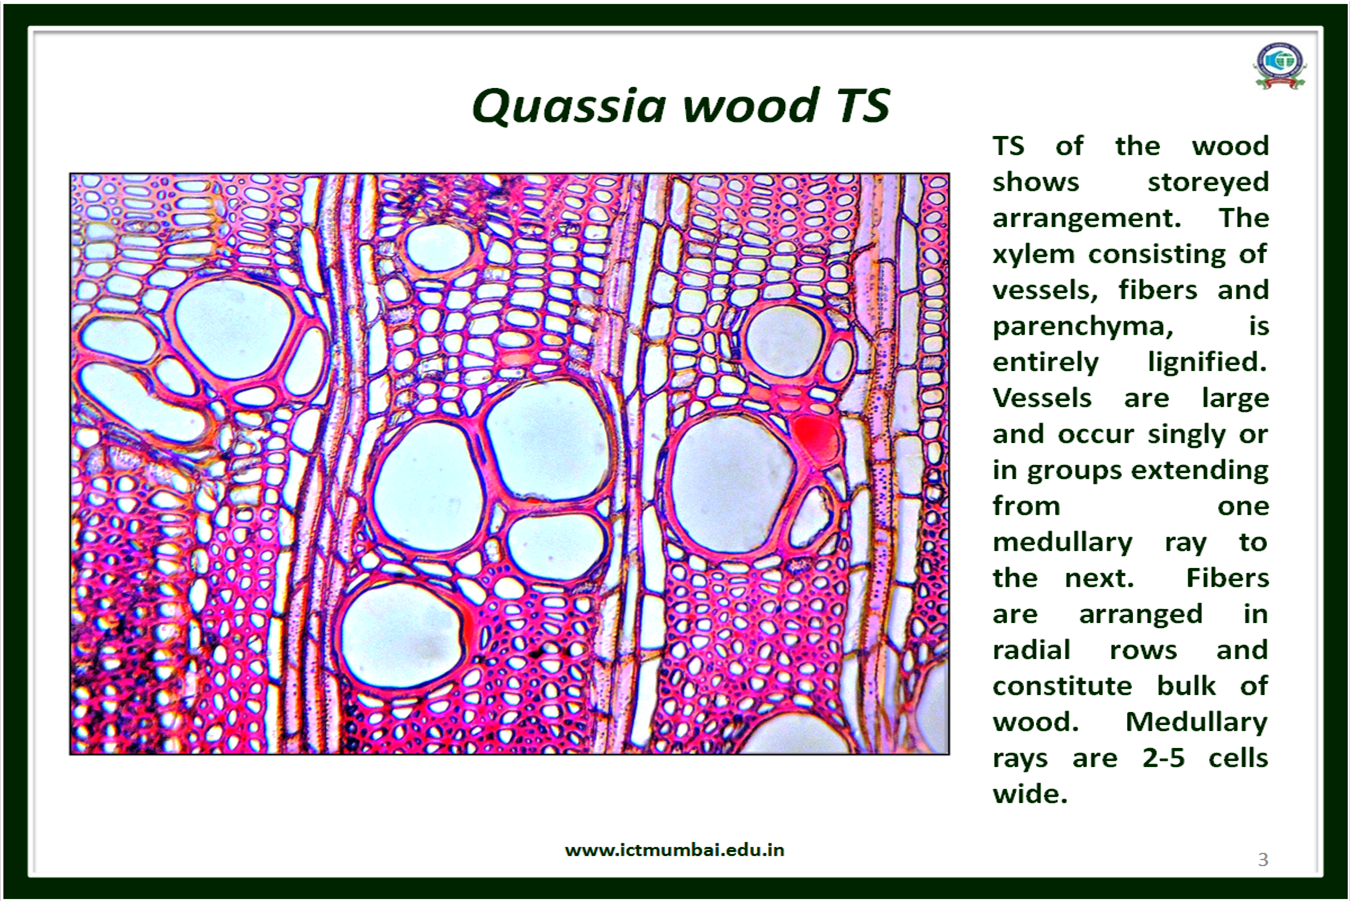 Quassia wood TS
TS of the wood
shows storeyed
arrangement. The
xylem consisting of
vessels, fibers and
parenchyma, is
entirely lignified.
Vessels are large
and occur singly or
in groups extending
from one
medullary ray to
the next. Fibers
are arranged in
radial rows and
constitute bulk of
wood. Medullary
rays are 2-5 cells
wide.
www.ictmumbai.edu.in
3